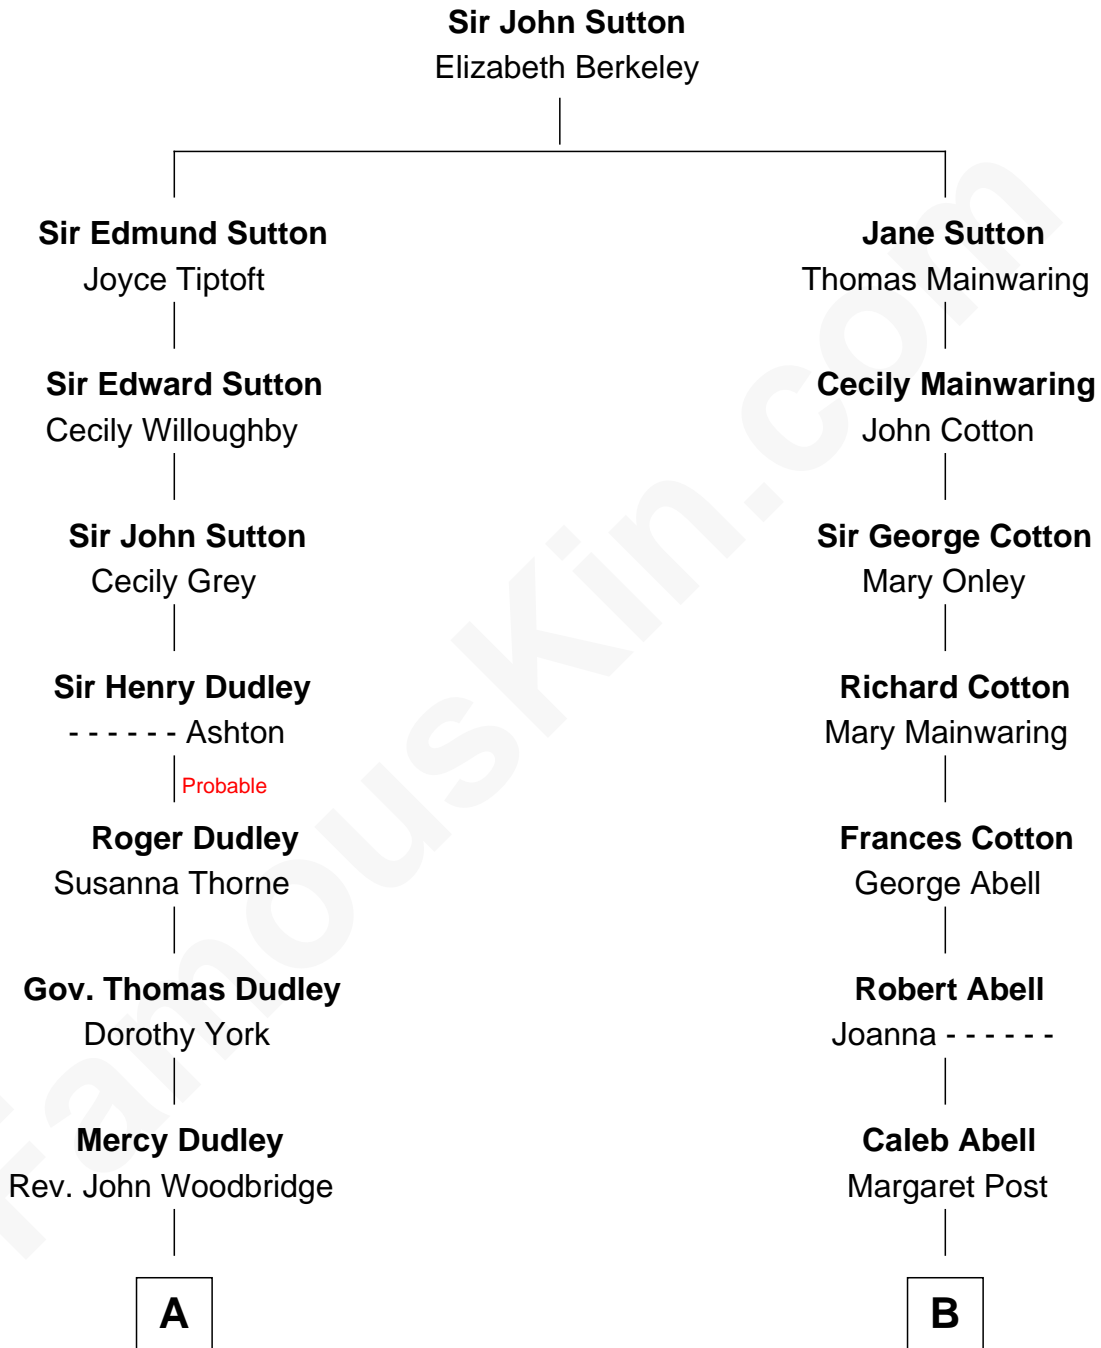 Sir John Sutton
Elizabeth Berkeley
Sir Edmund Sutton
Joyce Tiptoft
Jane Sutton
Thomas Mainwaring
Sir Edward Sutton
Cecily Willoughby
Cecily Mainwaring
John Cotton
Sir John Sutton
Cecily Grey
Sir George Cotton
Mary Onley
Sir Henry Dudley
- - - - - - Ashton
Richard Cotton
Mary Mainwaring
Probable
Roger Dudley
Susanna Thorne
Frances Cotton
George Abell
Gov. Thomas Dudley
Dorothy York
Robert Abell
Joanna - - - - - -
Mercy Dudley
Rev. John Woodbridge
Caleb Abell
Margaret Post
A
B
FamousKin.com